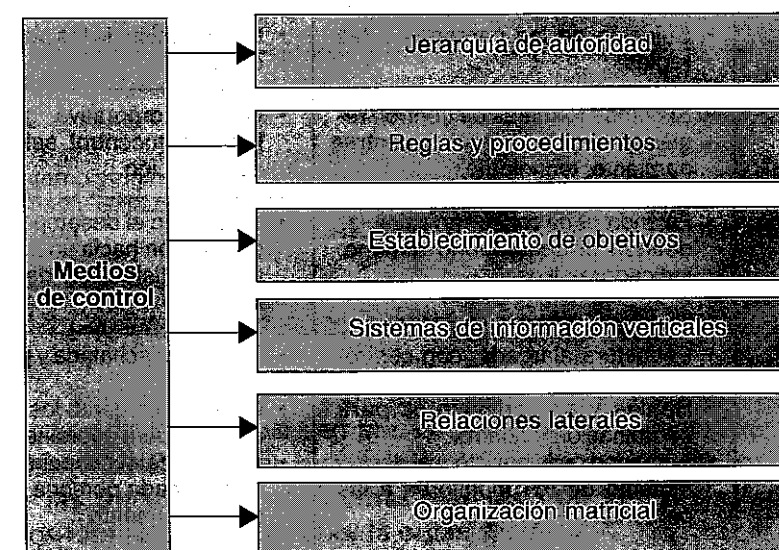 Jerarquía de autoridad
Reglas y procedimientos
Establecimiento de objetivos
Medios
de control
Sistemas de información verticales
Relaciones laterales
Organización matricial